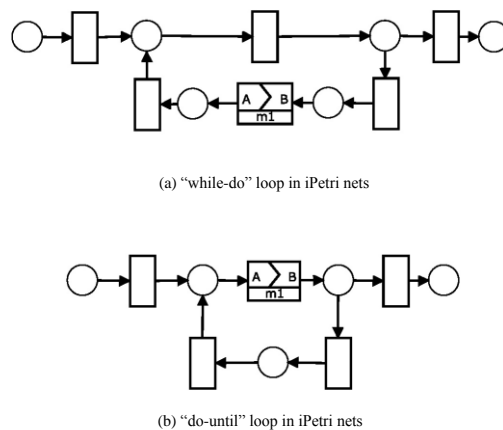 A B
m1
(a) “while-do” loop in iPetri nets
A B
m1
(b) “do-until” loop in iPetri nets